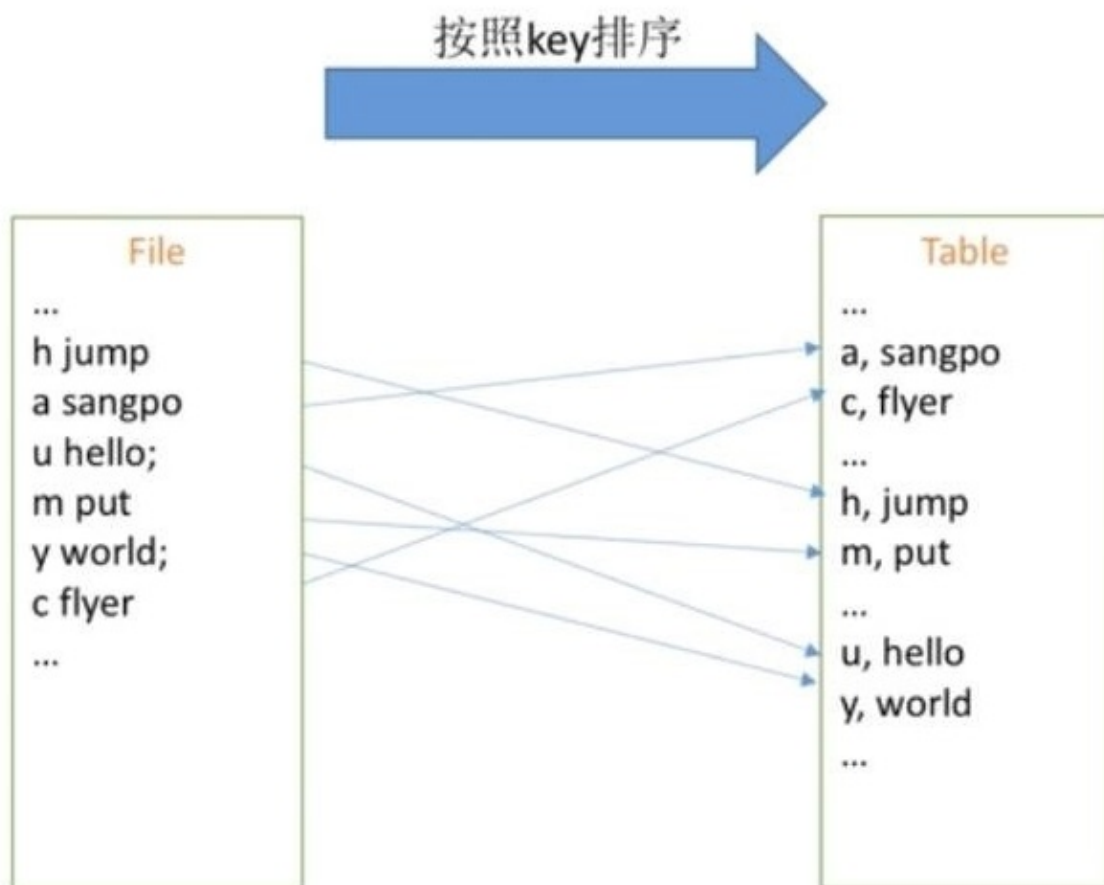 按照key排序
File
...
h jump
a sangpo
u hello;
m put
y world;
c flyer
...
Table
...
a, sangpo
c, flyer
...
h, jump
m, put
...
u, hello
y, world
...